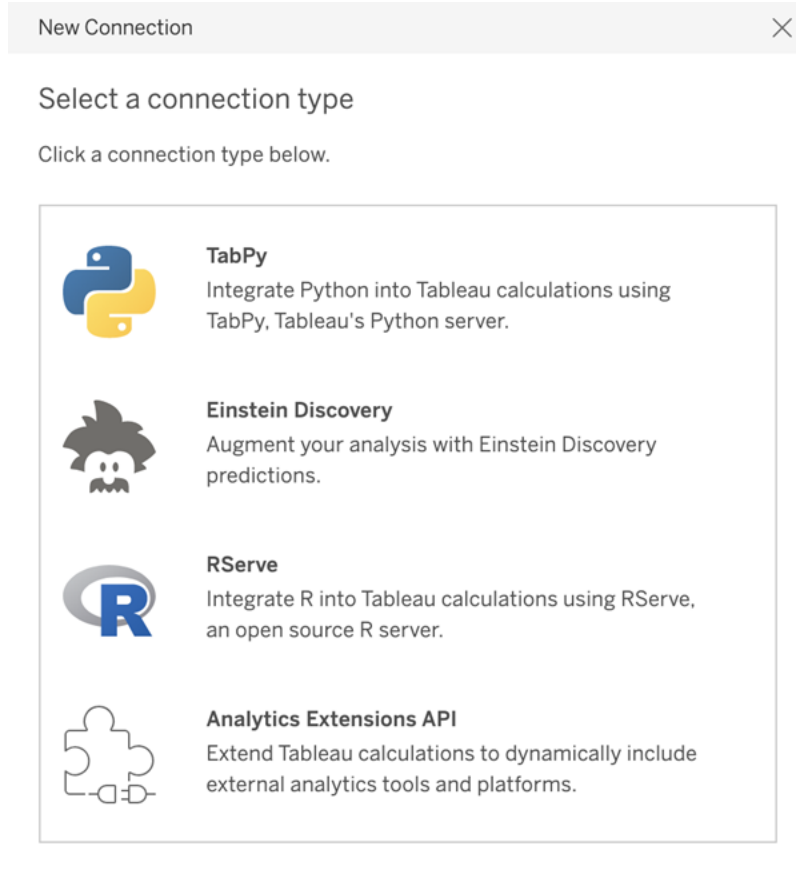 New Connection
Select a connection type
Click a connection type below.
TabPy
Integrate Python into Tableau calculations using
TabPy, Tableau's Python server.
Einstein Discovery
Augment your analysis with Einstein Discovery
predictions.
R
RServe
Integrate R into Tableau calculations using RServe,
an open source R server.
Analytics Extensions API
Extend Tableau calculations to dynamically include
external analytics tools and platforms.